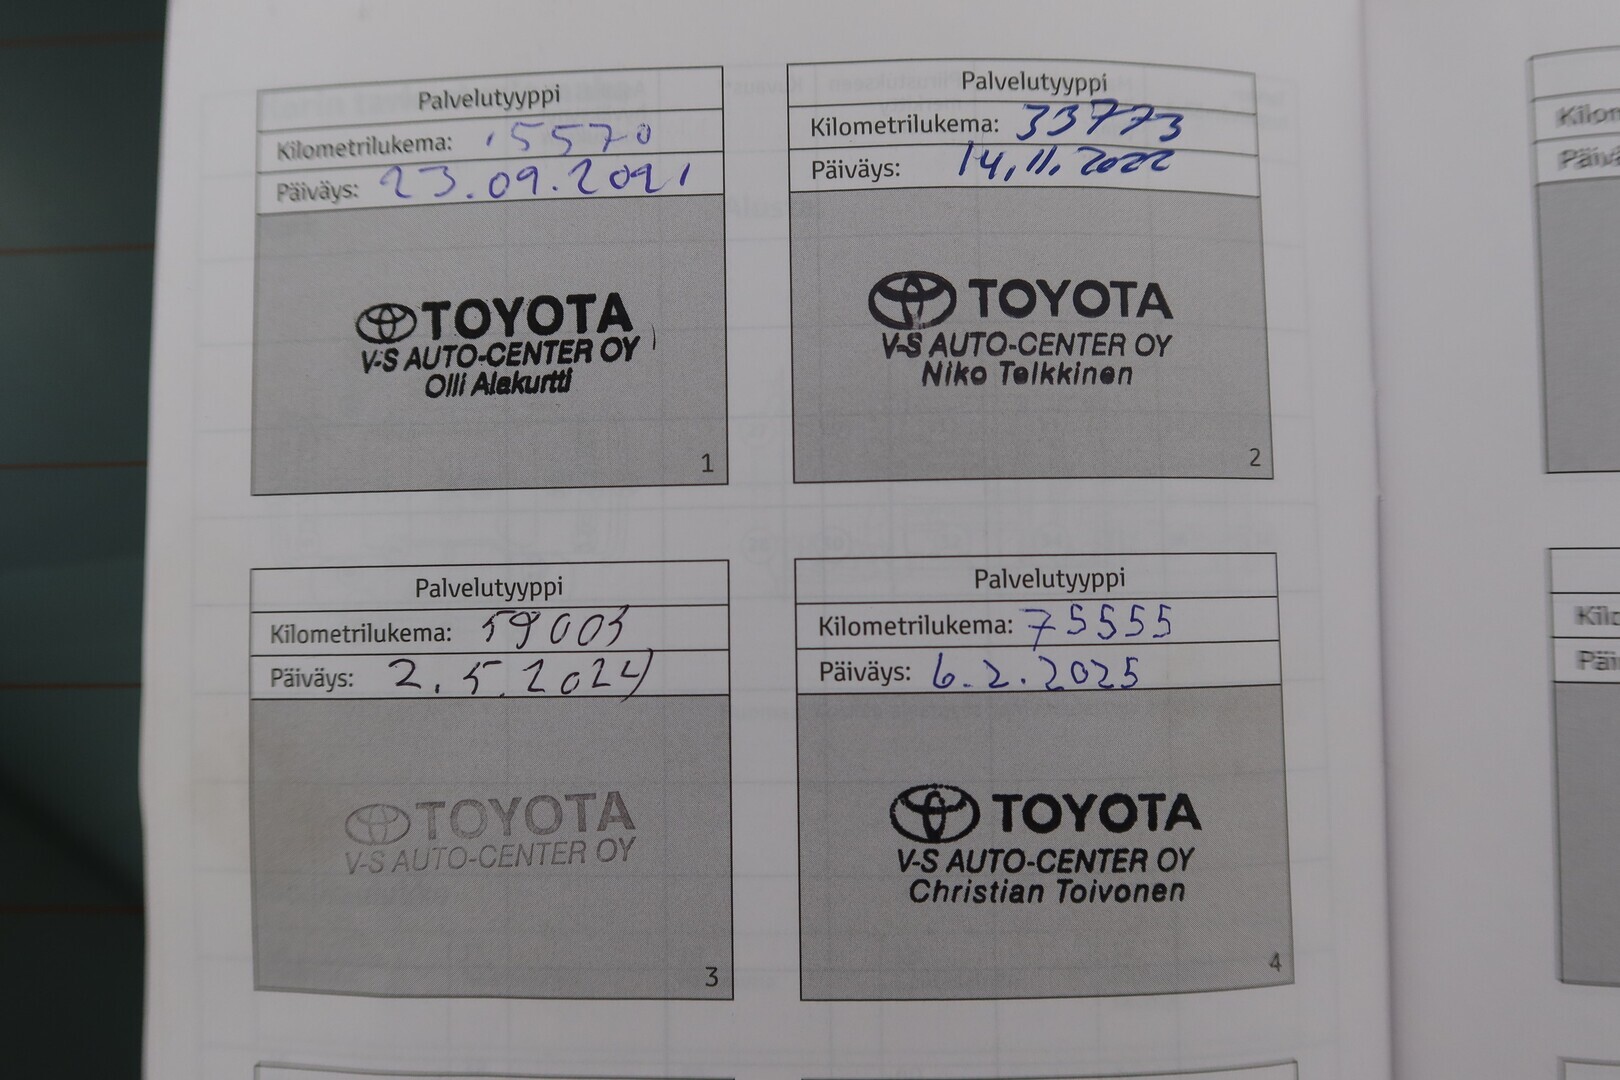 Palvelutyyppi
Kilometrilukema: 15570
Päiväys: 23.09.2021
TOYOTA
V-S AUTO-CENTER OY
Olli Alakurtti
1
Palvelutyyppi
Kilometrilukema: 33773
Päiväys: 14.11.2022
TOYOTA
V-S AUTO-CENTER OY
Niko Telkkinen
2
Palvelutyyppi
Kilometrilukema: 59003
Päiväys: 2.5.2024
TOYOTA
V-S AUTO-CENTER OY
3
Palvelutyyppi
Kilometrilukema: 75555
Päiväys: 6.2.2025
TOYOTA
V-S AUTO-CENTER OY
Christian Toivonen
4